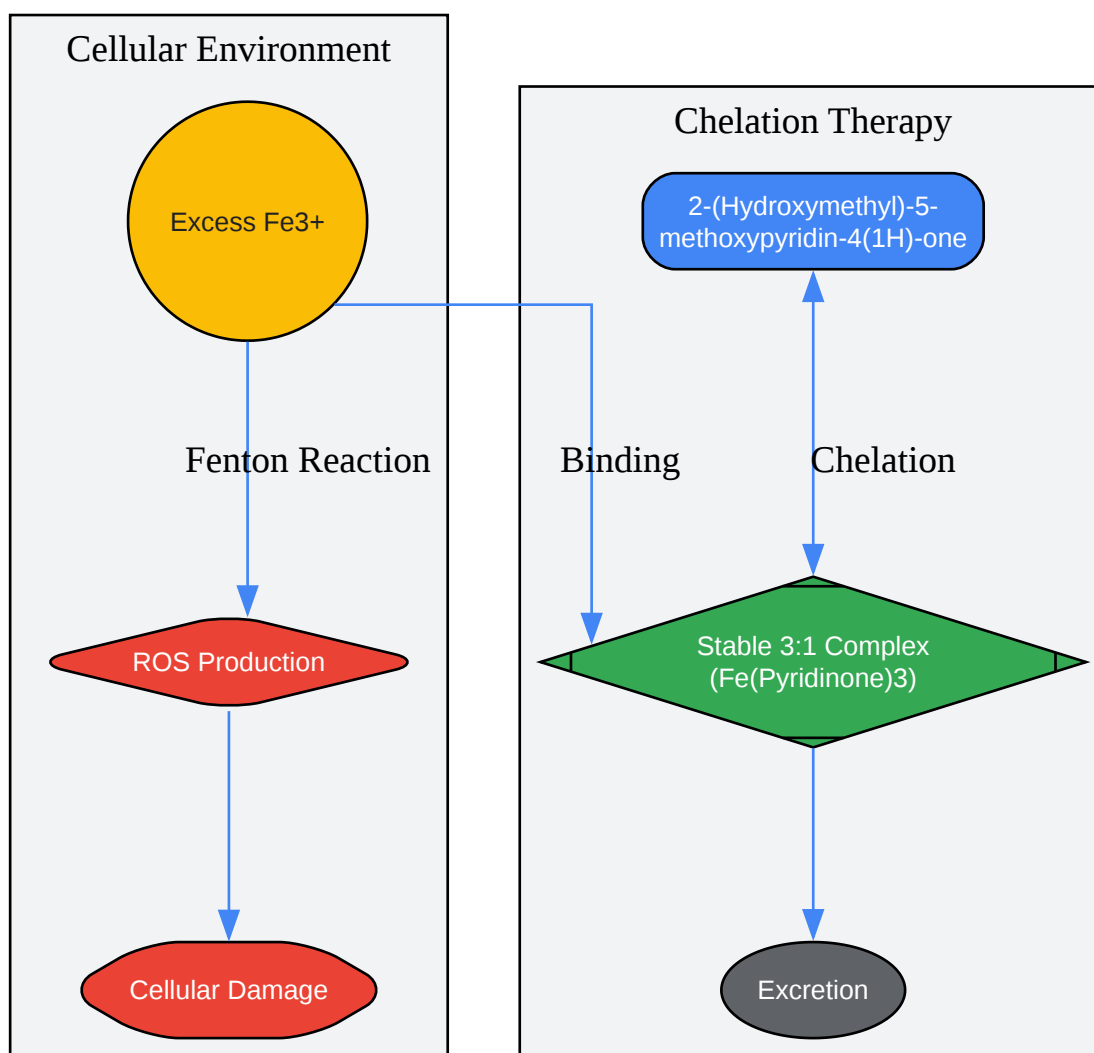 Cellular Environment
Chelation Therapy
Excess Fe3+
2-(Hydroxymethyl)-5-
methoxypyridin-4(1H)-one
Fenton Reaction
Binding
Chelation
ROS Production
Stable 3:1 Complex
(Fe(Pyridinone)3)
Cellular Damage
Excretion